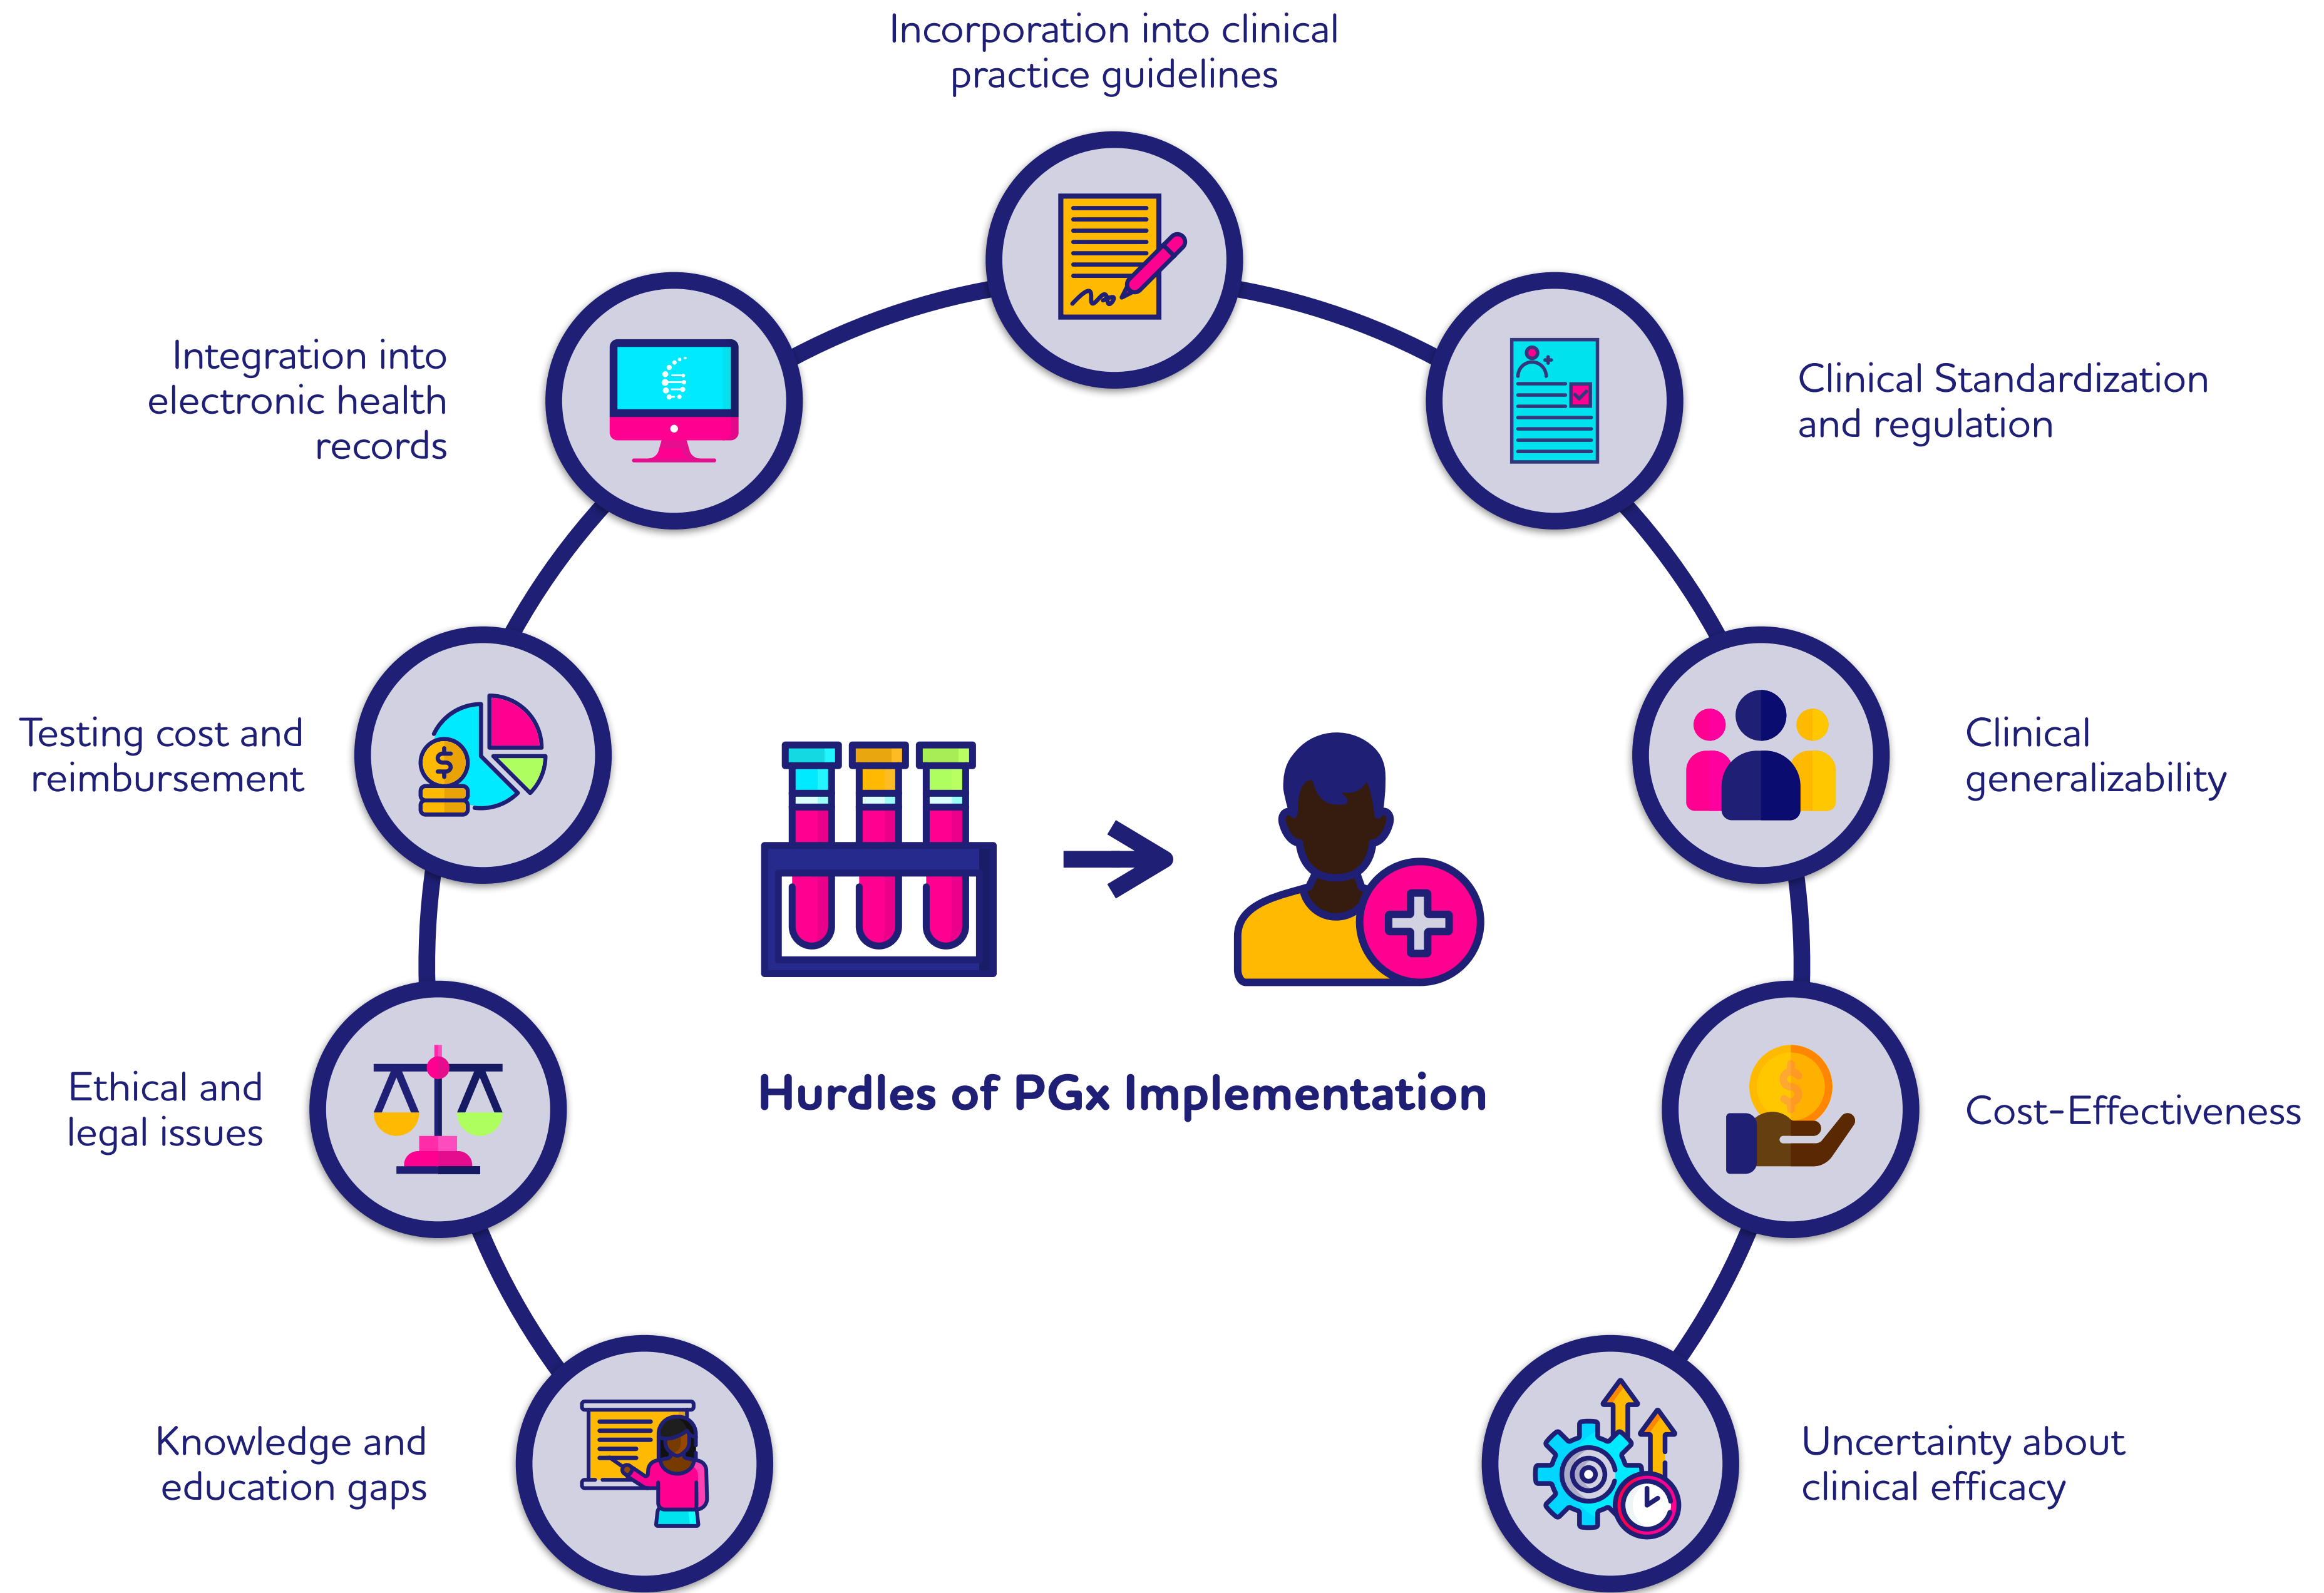 Incorporation into clinical
practice guidelines
Integration into
electronic health
records
Clinical Standardization
and regulation
Testing cost and
reimbursement
Clinical
generalizability
Ethical and
legal issues
Hurdles of PGx Implementation
Cost-Effectiveness
Knowledge and
education gaps
Uncertainty about
clinical efficacy